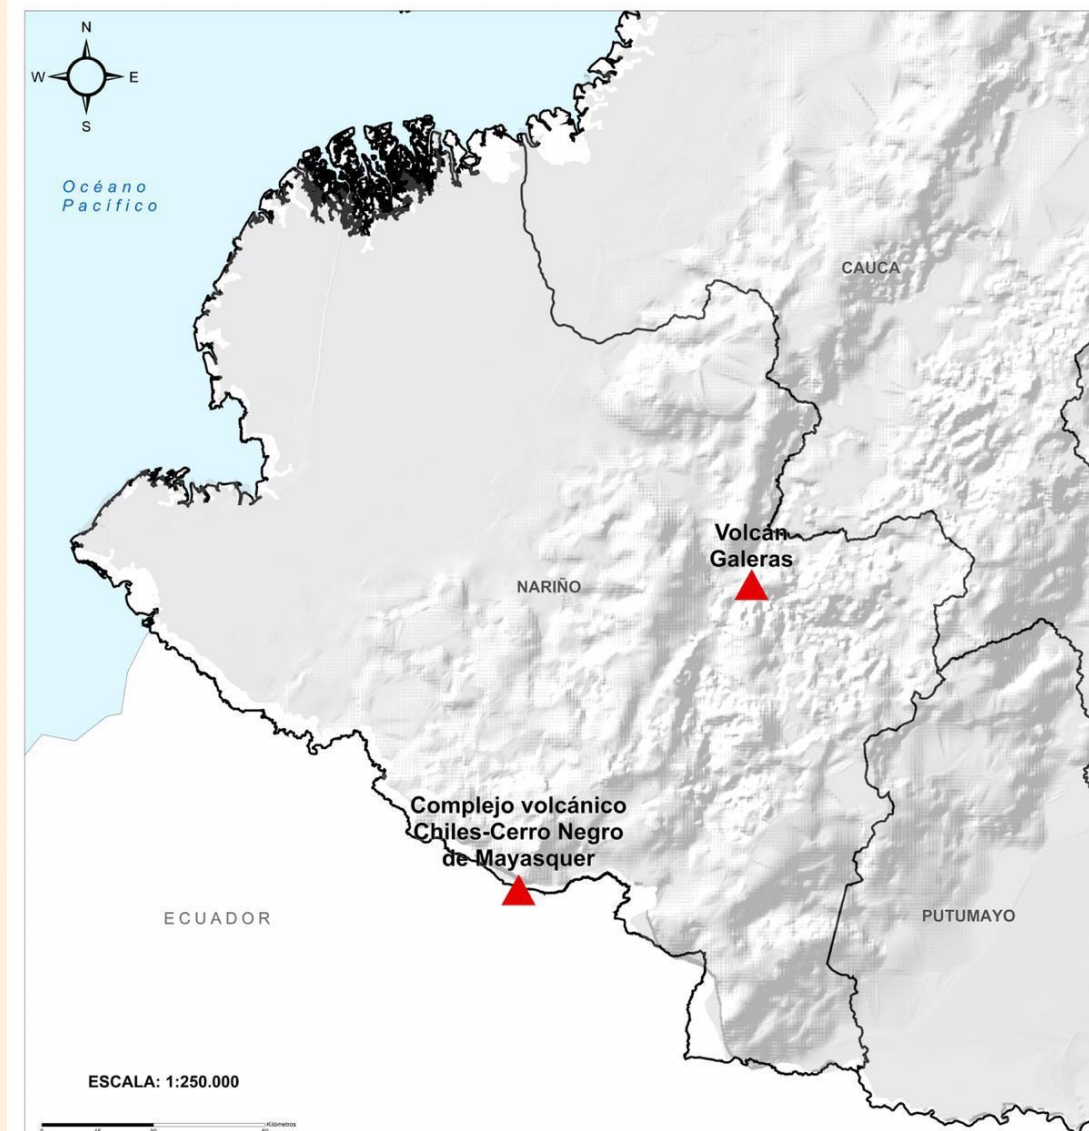 N
W
E
S
Océano
Pacífico
CAUCA
Volcán
Galeras
NARIÑO
Complejo volcánico
Chiles-Cerro Negro
de Mayasquer
ECUADOR
PUTUMAYO
ESCALA: 1:250.000
Kilómetros